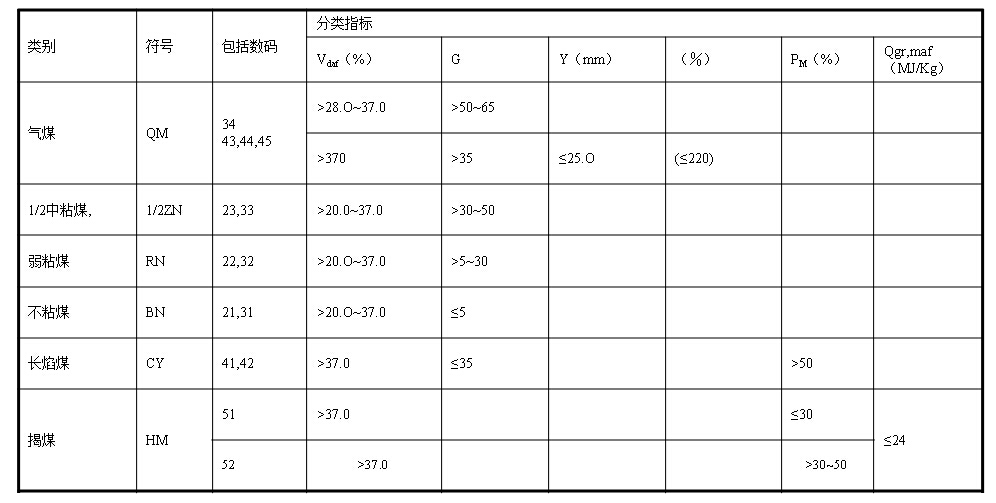 类别 符号 包括数码 分类指标
Vdaf（%） G Y（mm） （%） PM（%） Qgr,maf
（MJ/Kg）
气煤 QM 34
43,44,45
>28.O~37.0 >50~65
>370 >35 ≤25.O (≤220)
1/2中粘煤, 1/2ZN 23,33 >20.0~37.0 >30~50
弱粘煤 RN 22,32 >20.O~37.0 >5~30
不粘煤 BN 21,31 >20.O~37.0 ≤5
长焰煤 CY 41,42 >37.0 ≤35 >50
揭煤 HM 51 >37.0 ≤30 ≤24
52 >37.0 >30~50